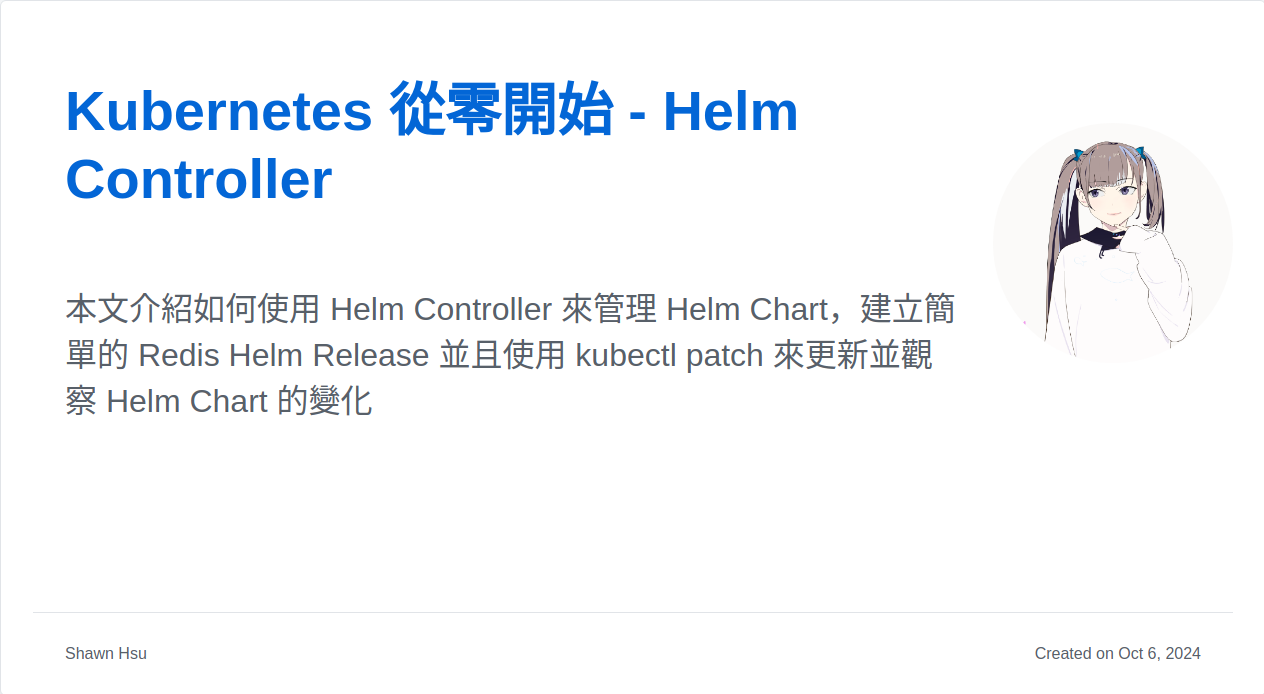 Kubernetes 從零開始 - Helm
Controller
本文介紹如何使用 Helm Controller 來管理 Helm Chart，建立簡
單的 Redis Helm Release 並且使用 kubectl patch 來更新並觀
察 Helm Chart 的變化
Shawn Hsu
Created on Oct 6, 2024